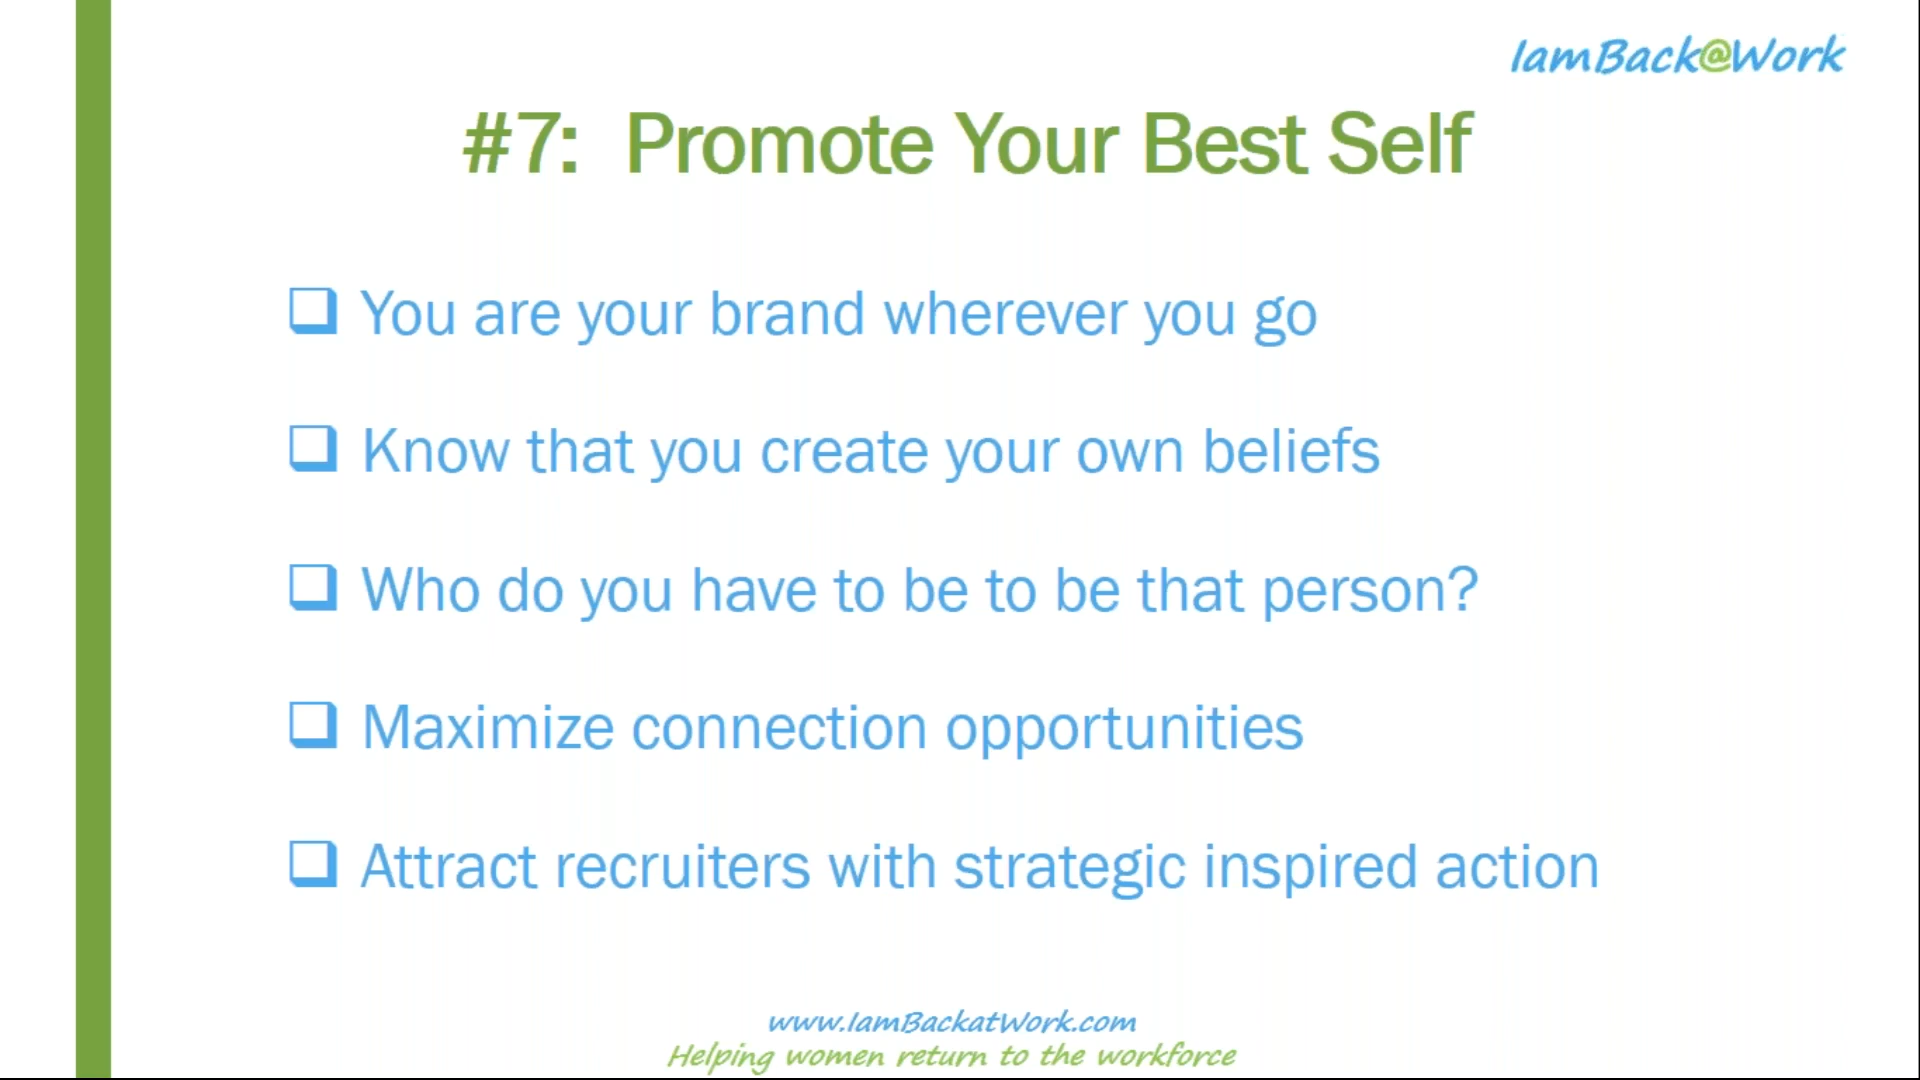 IamBack@Work
#7: Promote Your Best Self
You are your brand wherever you go
Know that you create your own beliefs
Who do you have to be to be that person?
Maximize connection opportunities
Attract recruiters with strategic inspired action
www.IamBackatWork.com
Helping women return to the workforce